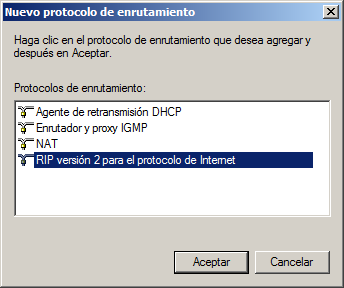 Nuevo protocolo de enrutamiento
Haga clic en el protocolo de enrutamiento que desea agregar y
después en Aceptar.
Protocolos de enrutamiento:
Agente de retransmisión DHCP
Enrutador y proxy IGMP
NAT
RIP versión 2 para el protocolo de Internet
Aceptar
Cancelar